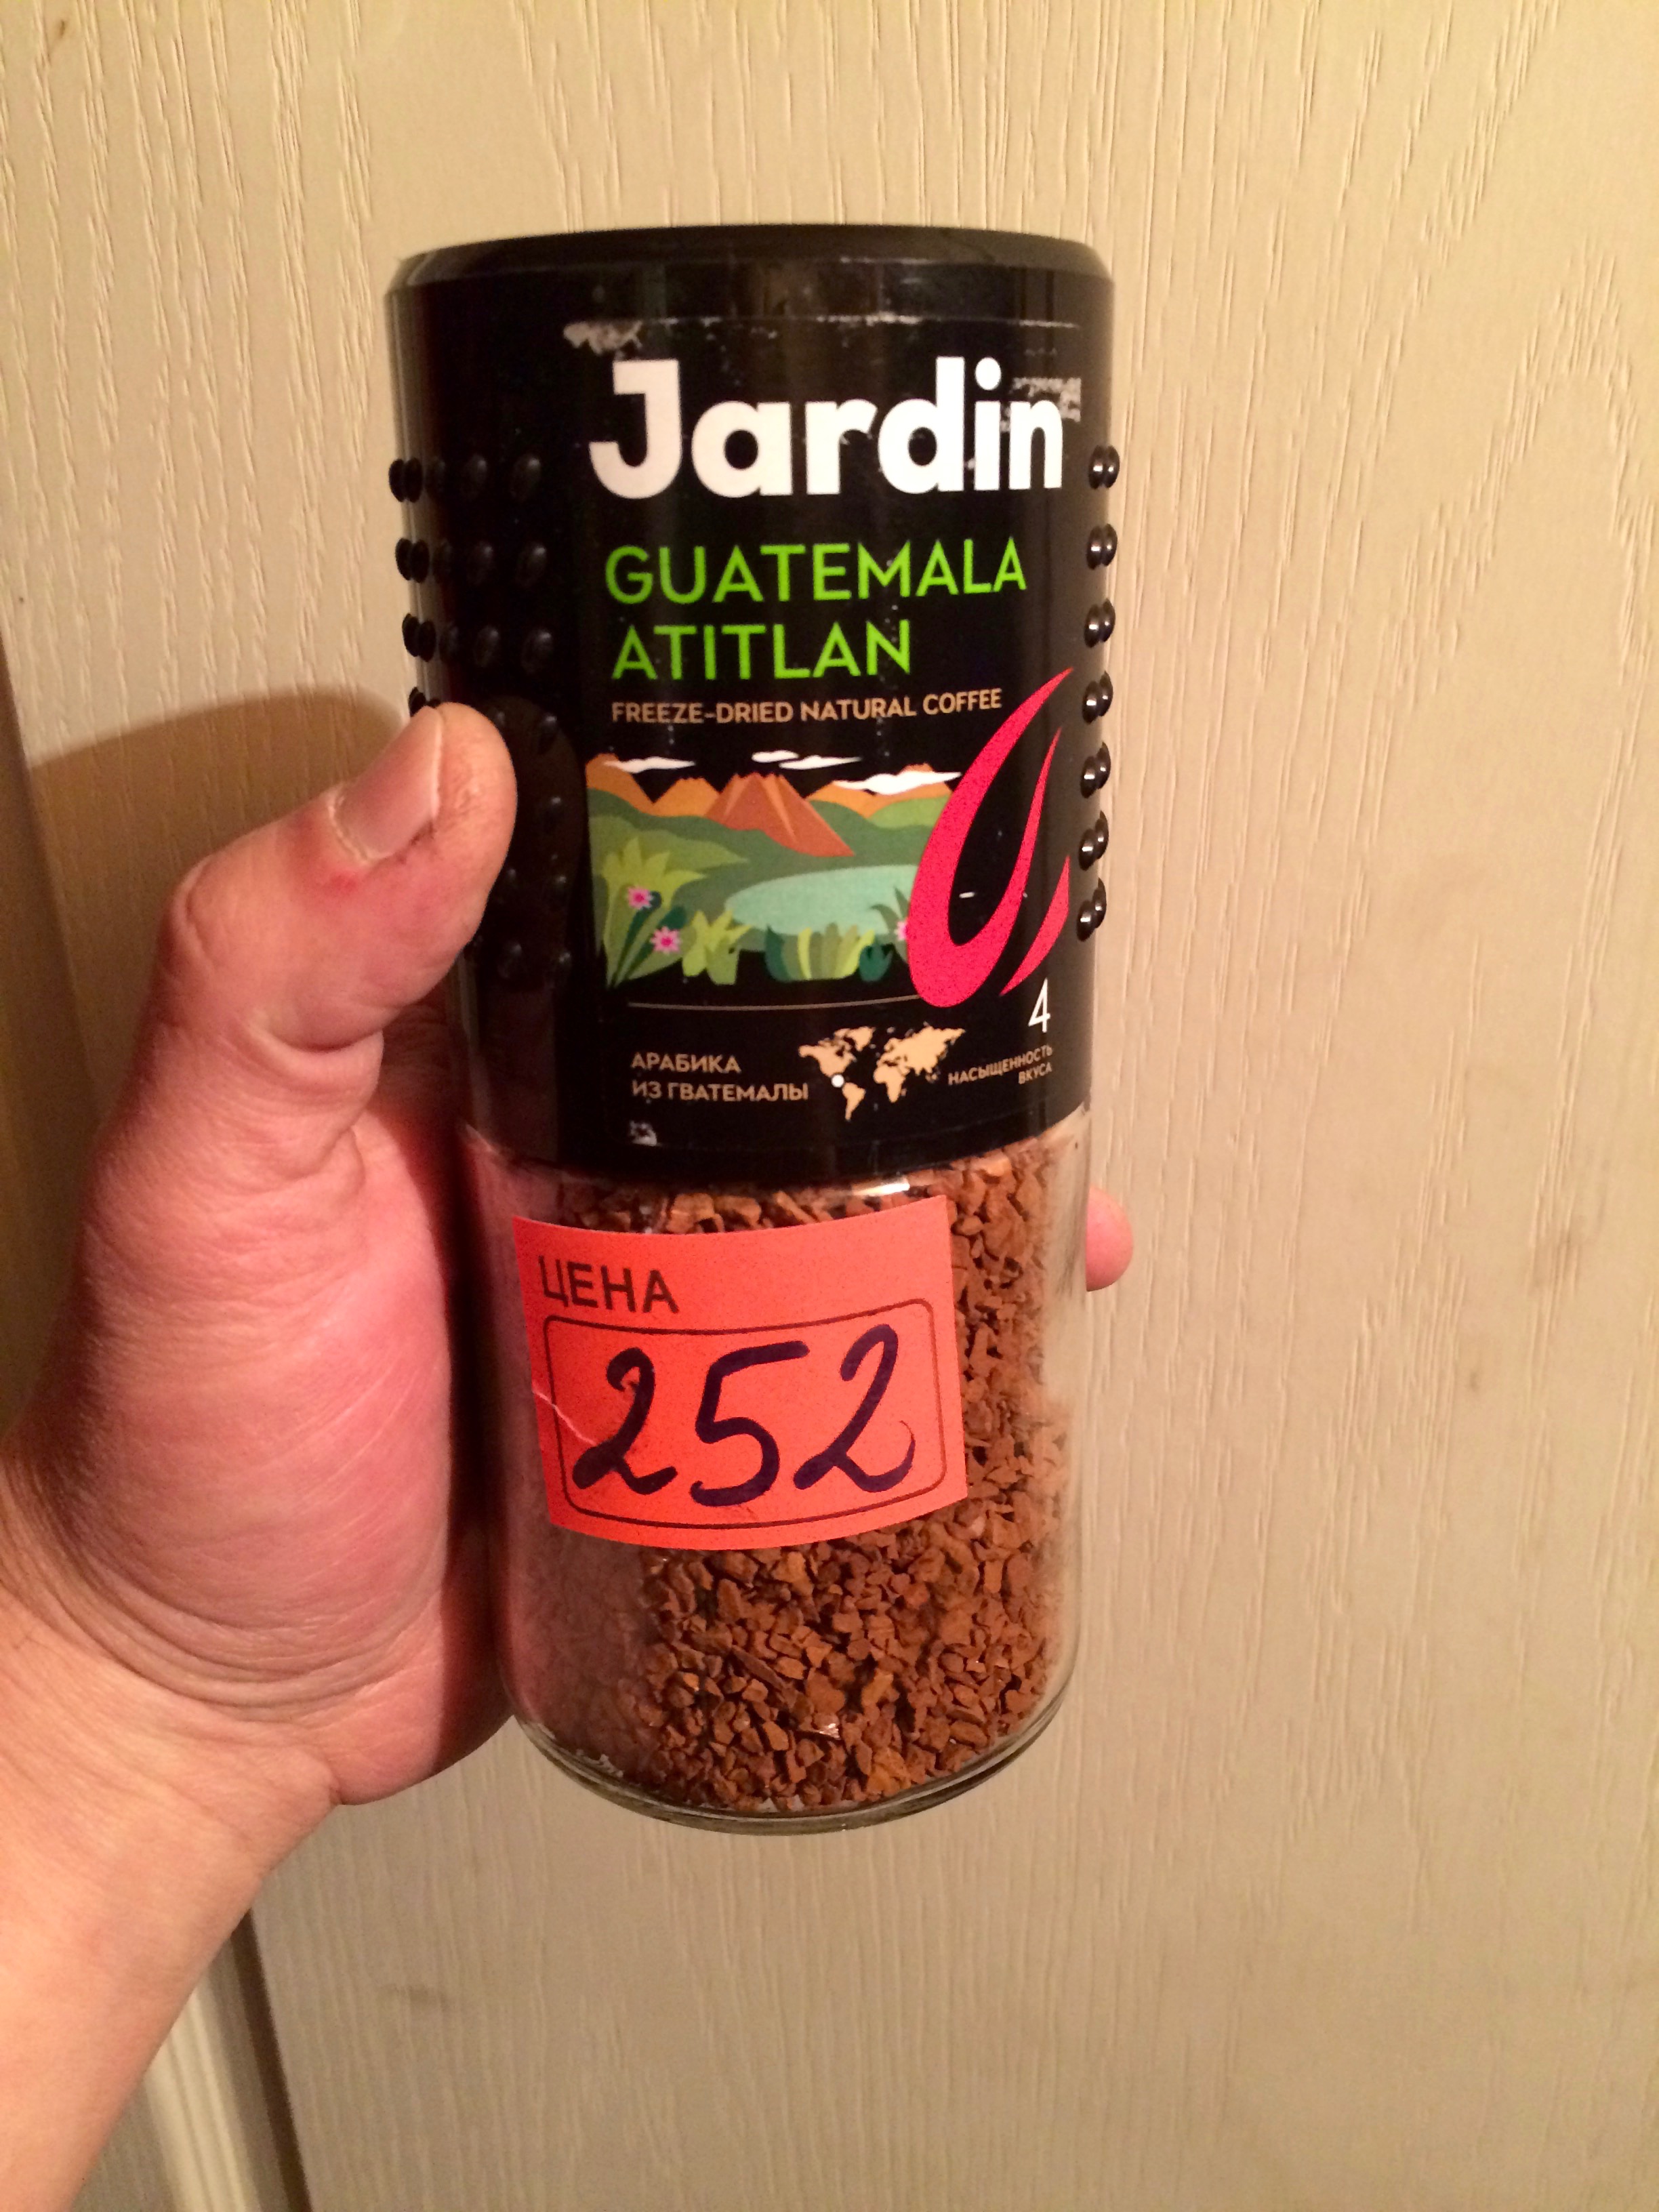 Jardin
GUATEMALA
ATITLAN
FREEZE-DRIED NATURAL COFFEE
4
НАСЫЩЕННОСТЬ
ВКУСА
АРАБИКА
ИЗ ГВАТЕМАЛЫ
ЦЕНА
252